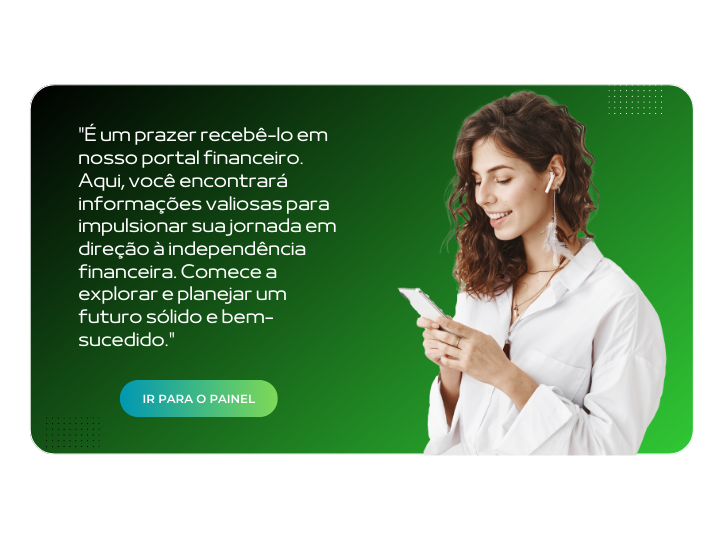 "É um prazer recebê-lo em
nosso portal financeiro.
Aqui, você encontrará
informações valiosas para
impulsionar sua jornada em
direção à independência
financeira. Comece a
explorar e planejar um
futuro sólido e bem-
sucedido."
IR PARA O PAINEL